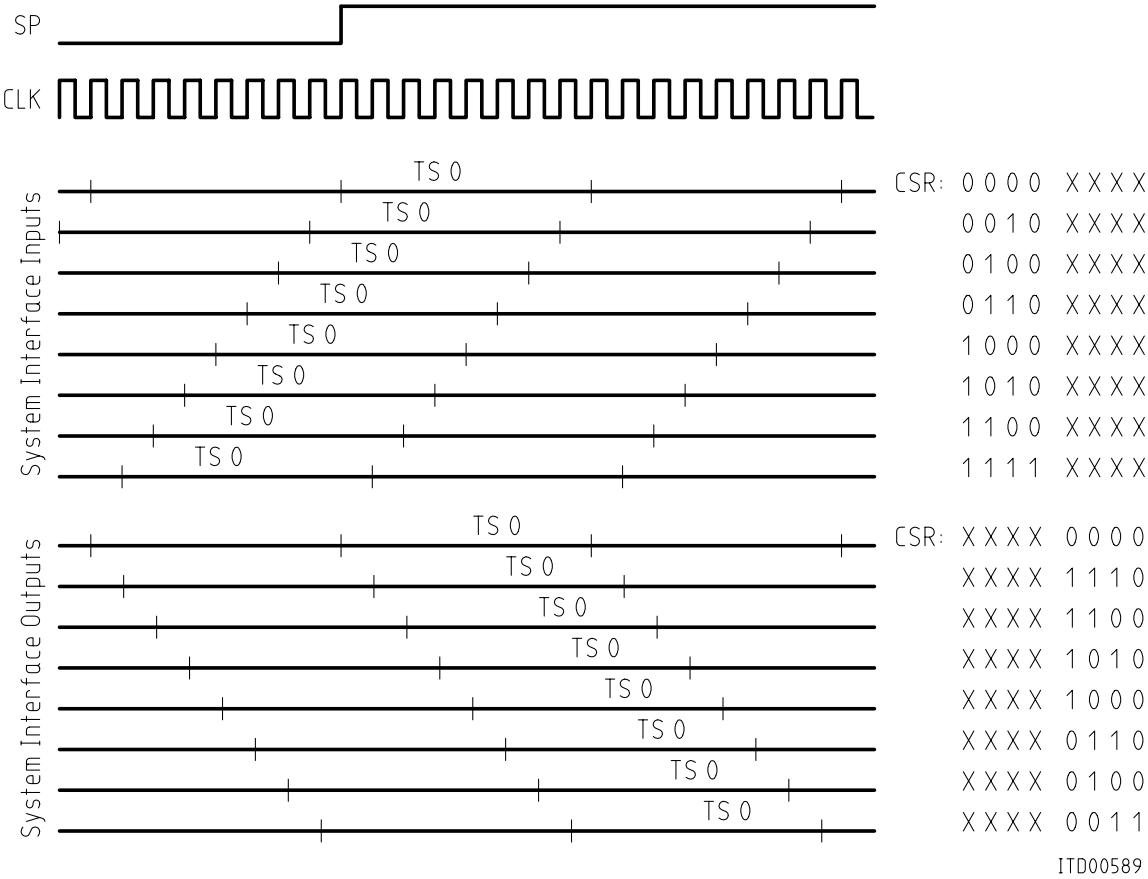 SP
CLK
System Interface Inputs
TS 0 CSR: 0 0 0 0 X X X X
TS 0 0 0 1 0 X X X X
TS 0 0 1 0 0 X X X X
TS 0 0 1 1 0 X X X X
TS 0 1 0 0 0 X X X X
TS 0 1 0 1 0 X X X X
TS 0 1 1 0 0 X X X X
TS 0 1 1 1 1 X X X X
System Interface Outputs
TS 0 CSR: X X X X 0 0 0 0
TS 0 X X X X 1 1 1 0
TS 0 X X X X 1 1 0 0
TS 0 X X X X 1 0 1 0
TS 0 X X X X 1 0 0 0
TS 0 X X X X 0 1 1 0
TS 0 X X X X 0 1 0 0
TS 0 X X X X 0 0 1 1
ITD00589